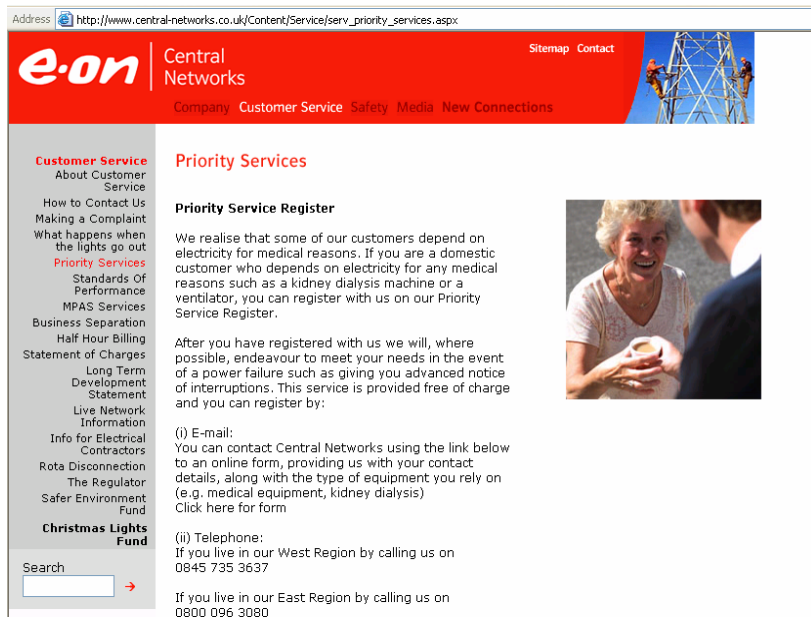 Address http://www.central-networks.co.uk/Content/Service/serv_priority_services.aspx
e·on Central
Networks
Sitemap Contact
Company Customer Service Safety Media New Connections
Customer Service
About Customer
Service
How to Contact Us
Making a Complaint
What happens when
the lights go out
Priority Services
Standards Of
Performance
MPAS Services
Business Separation
Half Hour Billing
Statement of Charges
Long Term
Development
Statement
Live Network
Information
Info for Electrical
Contractors
Rota Disconnection
The Regulator
Safer Environment
Fund
Christmas Lights
Fund
Search
Priority Services
Priority Service Register
We realise that some of our customers depend on
electricity for medical reasons. If you are a domestic
customer who depends on electricity for any medical
reasons such as a kidney dialysis machine or a
ventilator, you can register with us on our Priority
Service Register.
After you have registered with us we will, where
possible, endeavour to meet your needs in the event
of a power failure such as giving you advanced notice
of interruptions. This service is provided free of charge
and you can register by:
(i) E-mail:
You can contact Central Networks using the link below
to an online form, providing us with your contact
details, along with the type of equipment you rely on
(e.g. medical equipment, kidney dialysis)
Click here for form
(ii) Telephone:
If you live in our West Region by calling us on
0845 735 3637
If you live in our East Region by calling us on
0800 096 3080